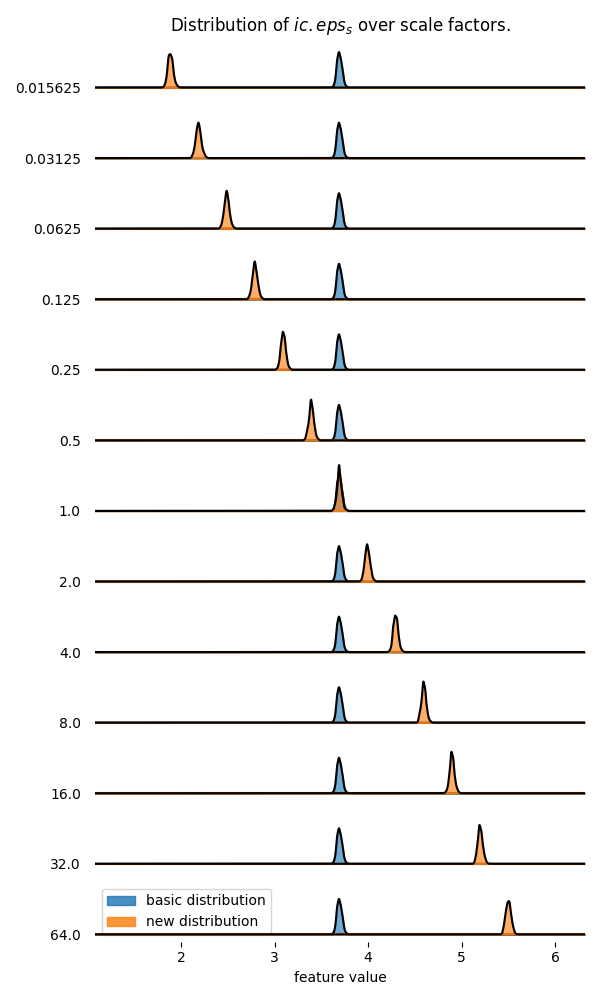 Distribution of ic.eps_s over scale factors.
0.015625
0.03125
0.0625
0.125
0.25
0.5
1.0
2.0
4.0
8.0
16.0
32.0
64.0
basic distribution
new distribution
2 3 4 5 6
feature value